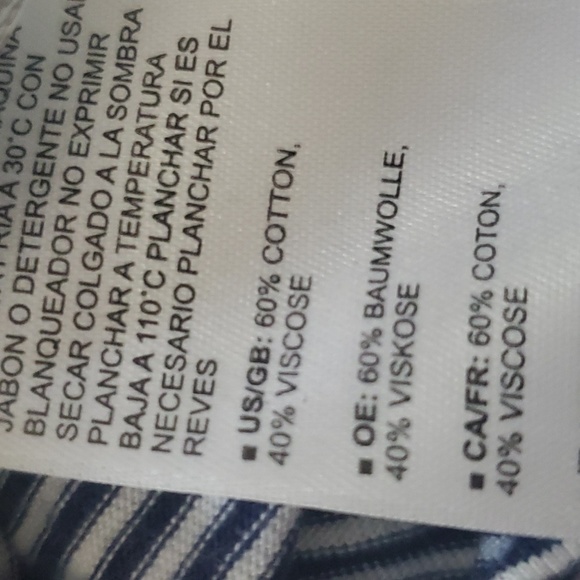 A 30°C CON
JABON O DETERGENTE NO USAR
BLANQUEADOR NO EXPRIMIR
SECAR COLGADO A LA SOMBRA
PLANCHAR A TEMPERATURA
BAJA A 110°C PLANCHAR SI ES
NECESARIO PLANCHAR POR EL
REVES
■ US/GB: 60% COTTON,
40% VISCOSE
■ OE: 60% BAUMWOLLE,
40% VISKOSE
■ CA/FR: 60% COTON,
40% VISCOSE